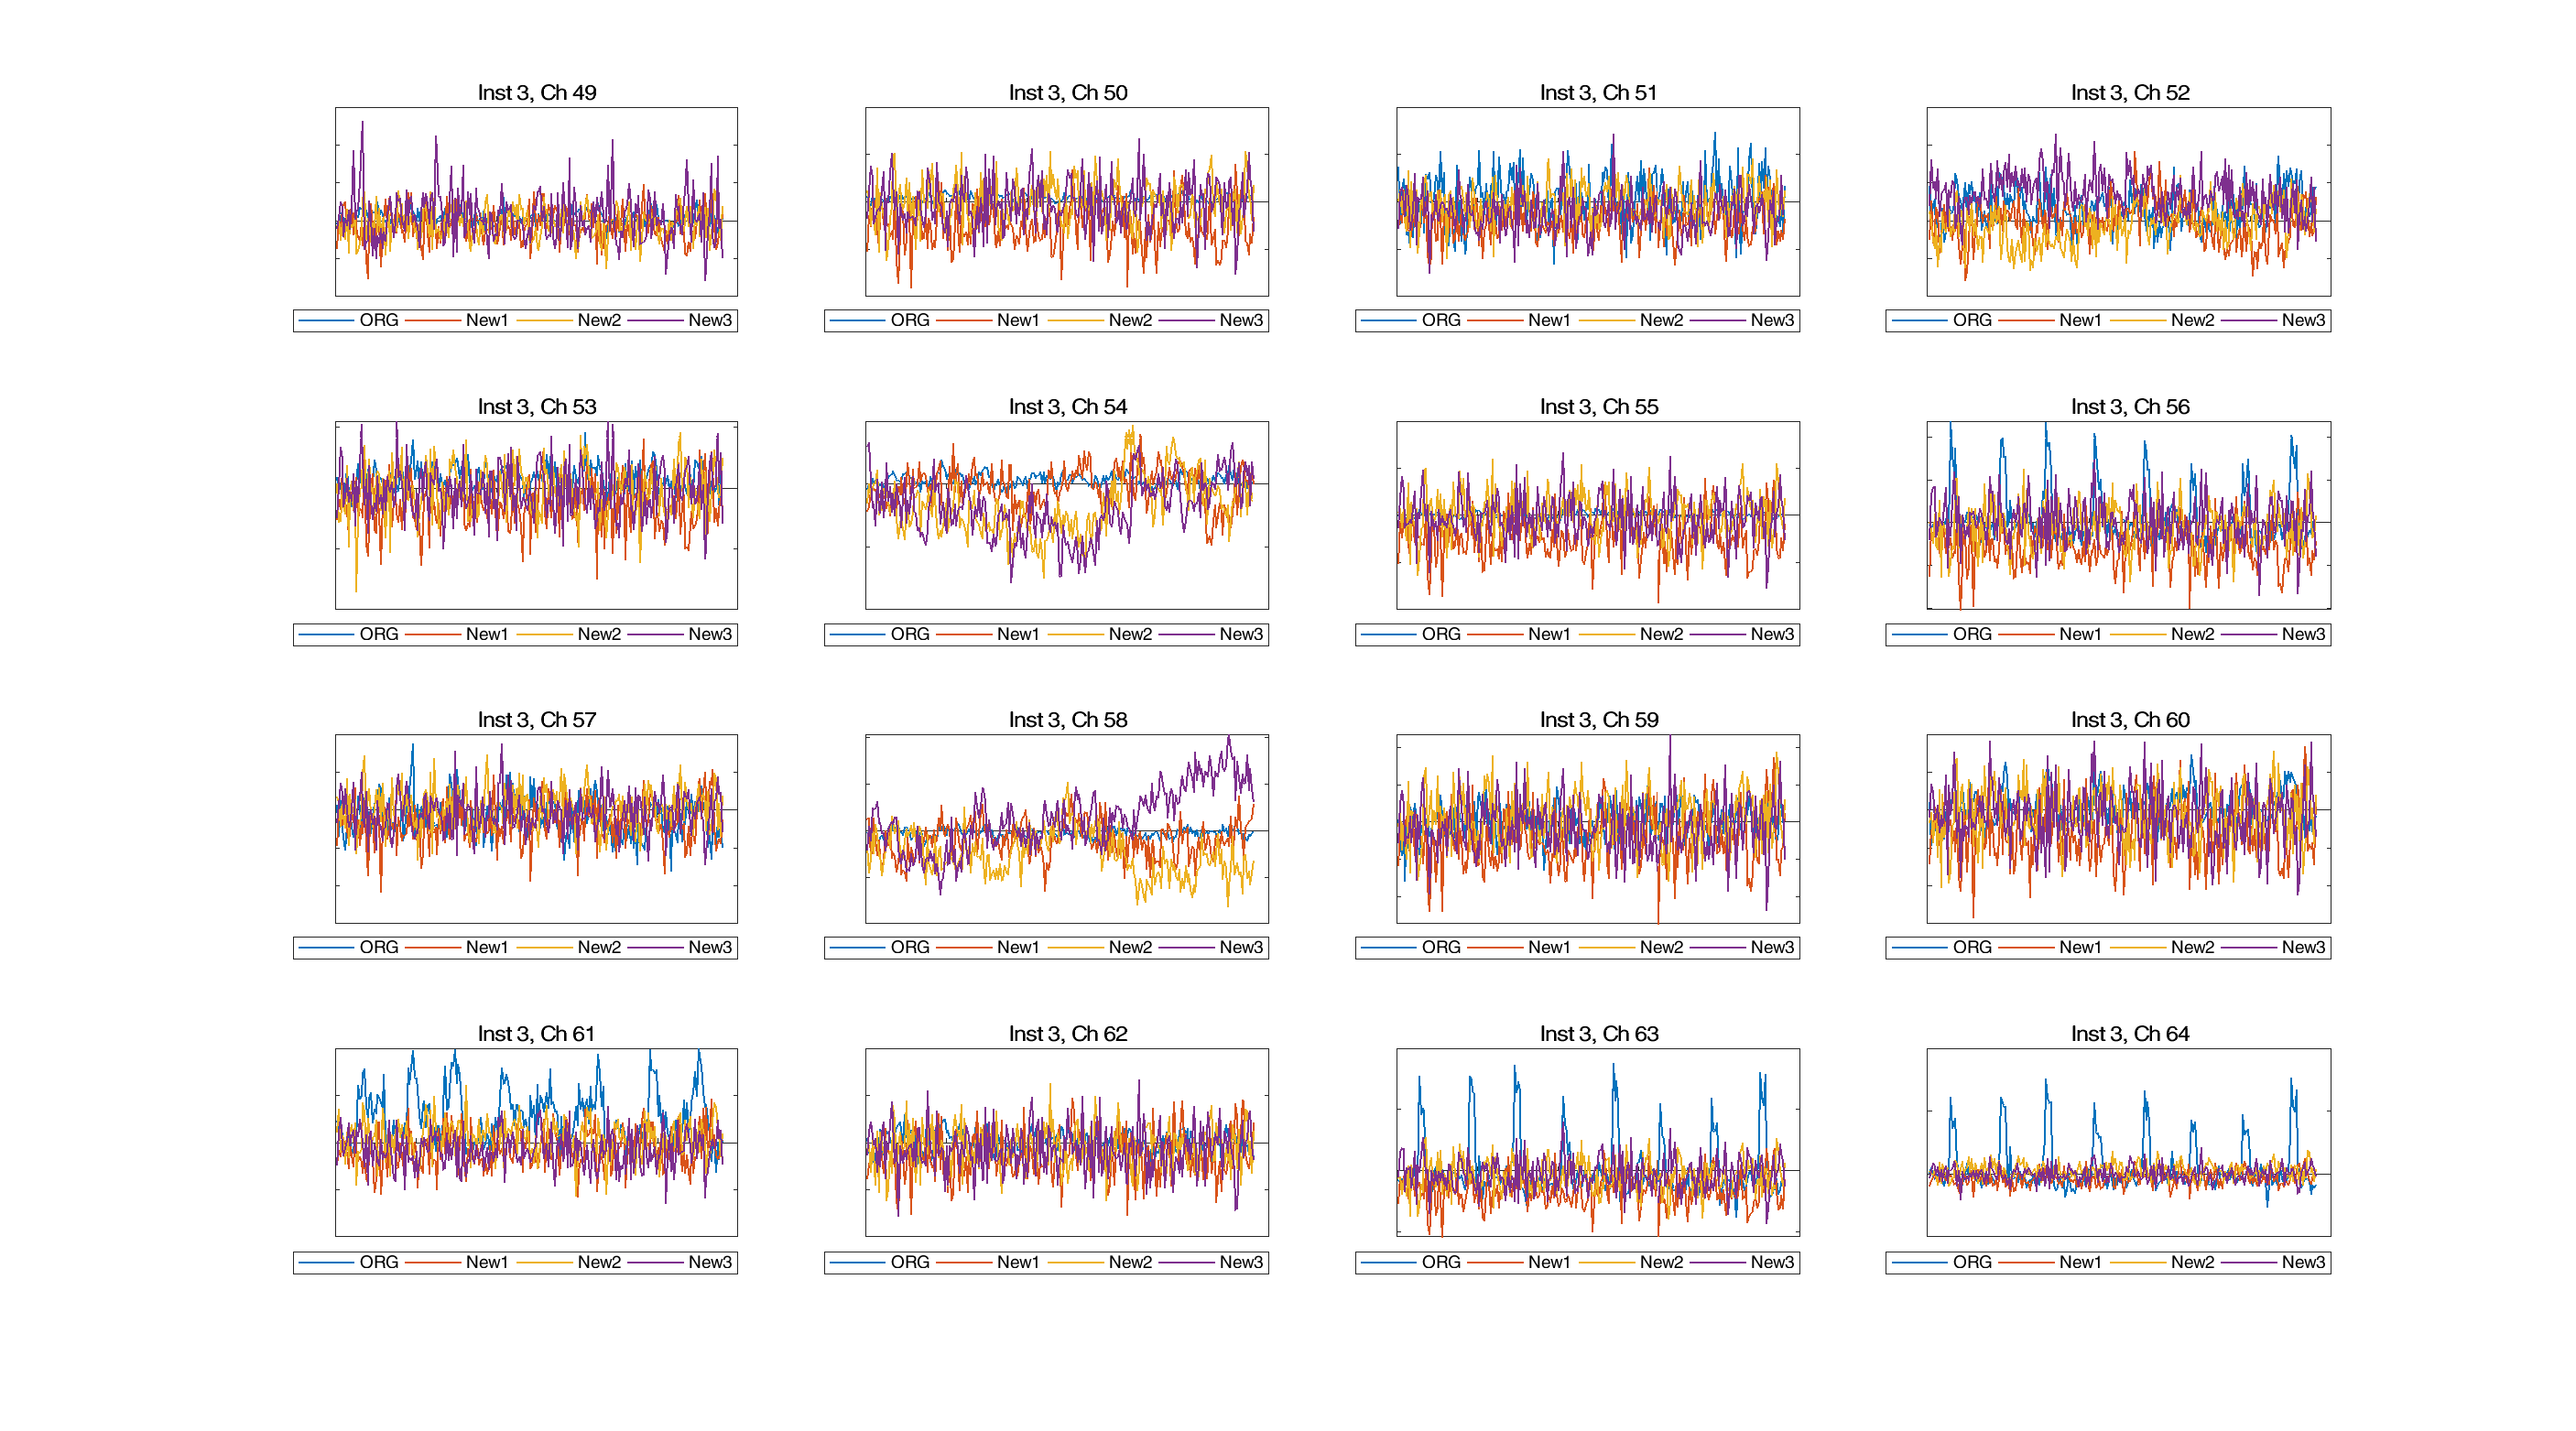 Inst 3, Ch 49
Inst 3, Ch 50
Inst 3, Ch 51
Inst 3, Ch 52
ORG New1 New2 New3
ORG New1 New2 New3
ORG New1 New2 New3
ORG New1 New2 New3
Inst 3, Ch 53
Inst 3, Ch 54
Inst 3, Ch 55
Inst 3, Ch 56
ORG New1 New2 New3
ORG New1 New2 New3
ORG New1 New2 New3
ORG New1 New2 New3
Inst 3, Ch 57
Inst 3, Ch 58
Inst 3, Ch 59
Inst 3, Ch 60
ORG New1 New2 New3
ORG New1 New2 New3
ORG New1 New2 New3
ORG New1 New2 New3
Inst 3, Ch 61
Inst 3, Ch 62
Inst 3, Ch 63
Inst 3, Ch 64
ORG New1 New2 New3
ORG New1 New2 New3
ORG New1 New2 New3
ORG New1 New2 New3